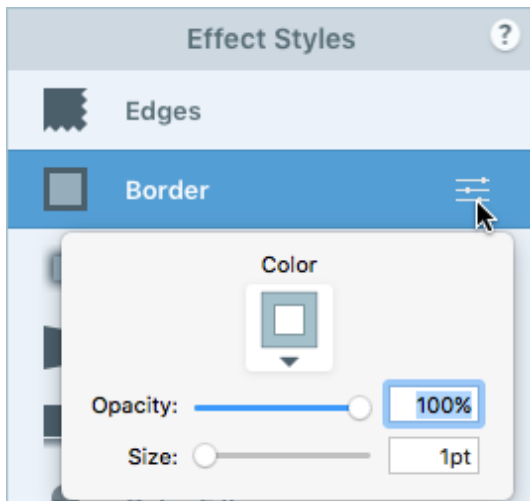 Effect Styles ?
Edges
Border
Color
Opacity: 100%
Size: 1pt